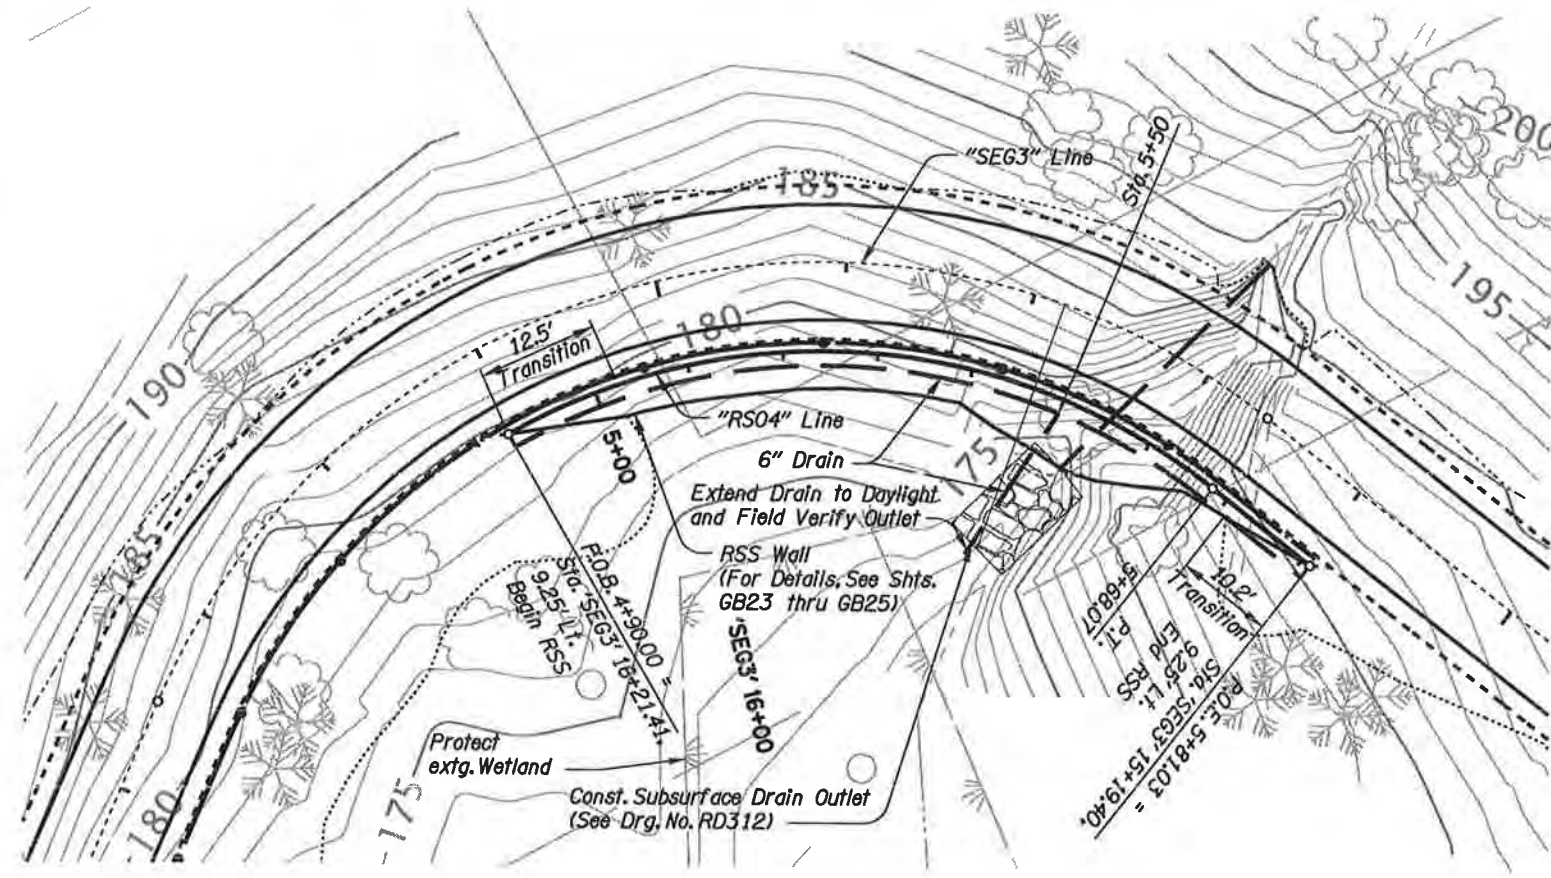 200
Sta. 5+50
"SEG3" Line
185
195
12.5'
Transition
180
190
"RS04" Line
5+00
175
6" Drain
Extend Drain to Daylight
and Field Verify Outlet
RSS Wall
(For Details, See Shts.
GB23 thru GB25)
185
P.O.B. 4+90.00 =
Sta. 'SEG3' 16+21.41,
9.25' Lt.
Begin RSS
'SEG3' 16+00
5+68.07
P.T.
10.2'
Transition
P.O.E. 5+81.03 =
Sta. 'SEG3' 15+19.40,
9.25' Lt.
End RSS
Protect
extg. Wetland
180
175
Const. Subsurface Drain Outlet
(See Drg. No. RD312)